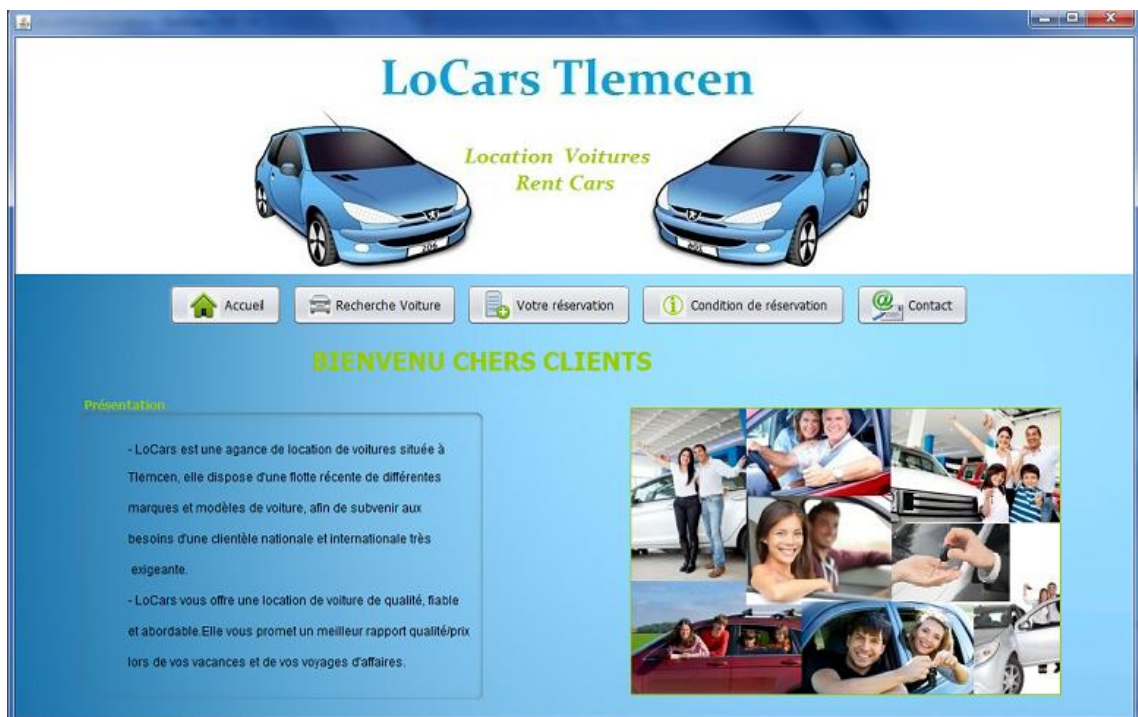 LoCars Tlemcen
Location Voitures
Rent Cars
206
206
Accueil
Recherche Voiture
Votre réservation
Condition de réservation
Contact
BIENVENU CHERS CLIENTS
Présentation
- LoCars est une agance de location de voitures située à
Tlemcen, elle dispose d'une flotte récente de différentes
marques et modèles de voiture, afin de subvenir aux
besoins d'une clientèle nationale et internationale très
exigeante.
- LoCars vous offre une location de voiture de qualité, fiable
et abordable.Elle vous promet un meilleur rapport qualité/prix
lors de vos vacances et de vos voyages d'affaires.